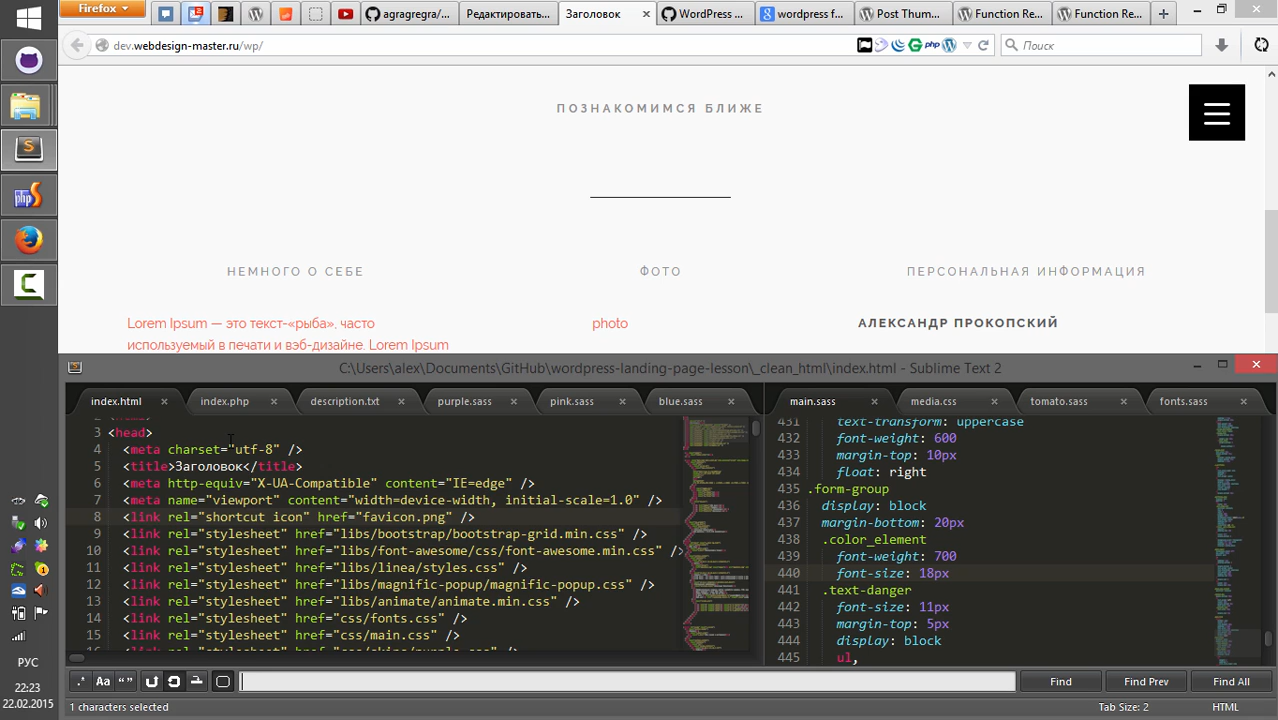 Firefox
agragregra/...
Редактировать...
Заголовок
WordPress ...
wordpress f...
Post Thum...
Function Re...
Function Re...
dev.webdesign-master.ru/wp/
php
Поиск
ПОЗНАКОМИМСЯ БЛИЖЕ
НЕМНОГО О СЕБЕ
ФОТО
ПЕРСОНАЛЬНАЯ ИНФОРМАЦИЯ
Lorem Ipsum — это текст-«рыба», часто
используемый в печати и вэб-дизайне. Lorem Ipsum
photo
АЛЕКСАНДР ПРОКОПСКИЙ
C:\Users\alex\Documents\GitHub\wordpress-landing-page-lesson\_clean_html\index.html - Sublime Text 2
index.html
index.php
description.txt
purple.sass
pink.sass
blue.sass
main.sass
media.css
tomato.sass
fonts.sass
3 <head>
4 <meta charset="utf-8" />
5 <title>Заголовок</title>
6 <meta http-equiv="X-UA-Compatible" content="IE=edge" />
7 <meta name="viewport" content="width=device-width, initial-scale=1.0" />
8 <link rel="shortcut icon" href="favicon.png" />
9 <link rel="stylesheet" href="libs/bootstrap/bootstrap-grid.min.css" />
10 <link rel="stylesheet" href="libs/font-awesome/css/font-awesome.min.css" />
11 <link rel="stylesheet" href="libs/linea/styles.css" />
12 <link rel="stylesheet" href="libs/magnific-popup/magnific-popup.css" />
13 <link rel="stylesheet" href="libs/animate/animate.min.css" />
14 <link rel="stylesheet" href="css/fonts.css" />
15 <link rel="stylesheet" href="css/main.css" />
16 <link rel="stylesheet" href="css/skins/purple.css" />
431 text-transform: uppercase
432 font-weight: 600
433 margin-top: 10px
434 float: right
435 .form-group
436 display: block
437 margin-bottom: 20px
438 .color_element
439 font-weight: 700
440 font-size: 18px
441 .text-danger
442 font-size: 11px
443 margin-top: 5px
444 display: block
445 ul,
.* Aa “ ”
Find
Find Prev
Find All
1 characters selected
Tab Size: 2
HTML
РУС
22:23
22.02.2015